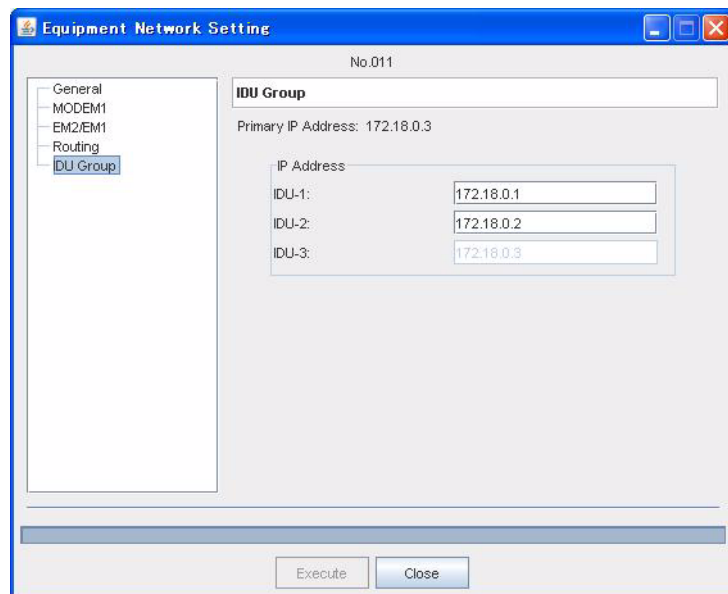 Equipment Network Setting
No.011
General
MODEM1
EM2/EM1
Routing
IDU Group
IDU Group
Primary IP Address: 172.18.0.3
IP Address
IDU-1: 172.18.0.1
IDU-2: 172.18.0.2
IDU-3: 172.18.0.3
Execute Close